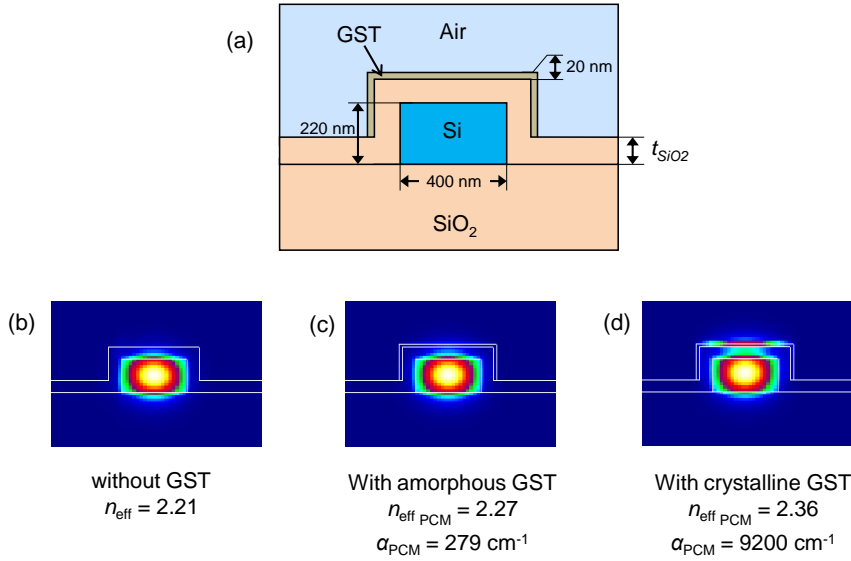 (a)
GST
Air
20 nm
220 nm
Si
t_SiO2
400 nm
SiO₂
(b)
(c)
(d)
without GST
n_eff = 2.21
With amorphous GST
n_eff PCM = 2.27
α_PCM = 279 cm⁻¹
With crystalline GST
n_eff PCM = 2.36
α_PCM = 9200 cm⁻¹